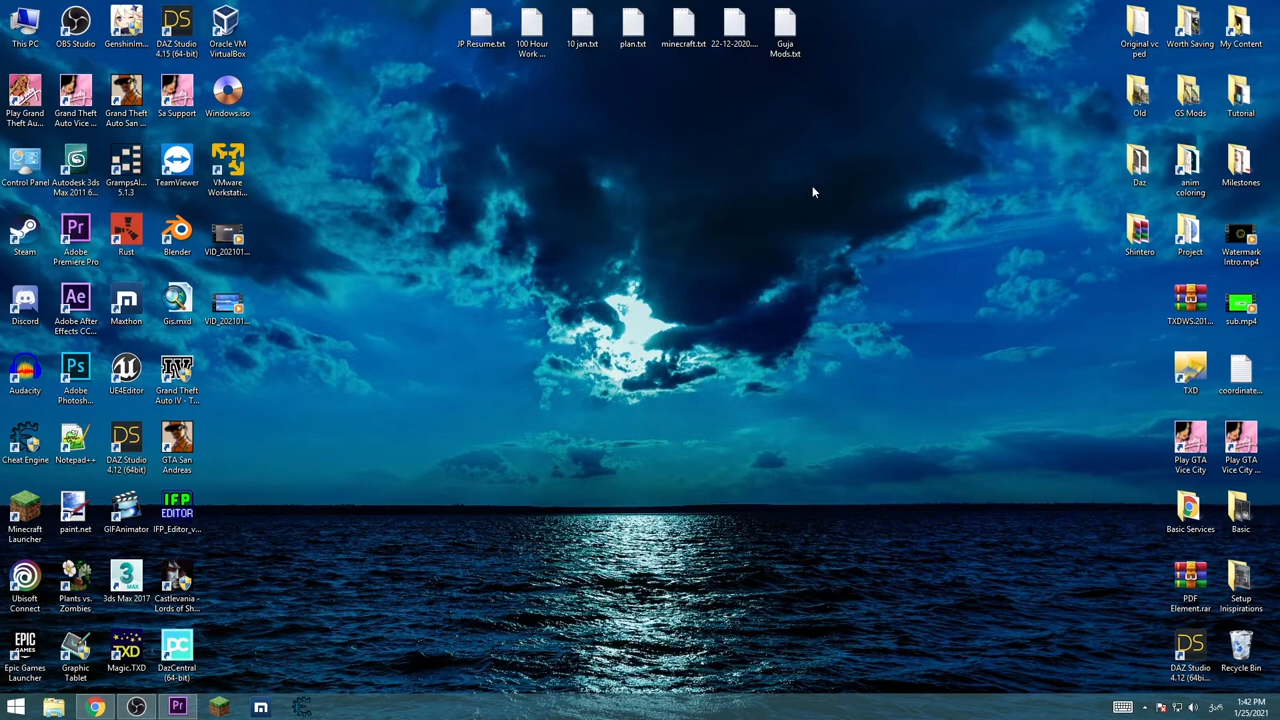 This PC
OBS Studio
GenshinIm...
DAZ Studio
4.15 (64-bit)
Oracle VM
VirtualBox
JP Resume.txt
100 Hour
Work ...
10 jan.txt
plan.txt
minecraft.txt
22-12-2020....
Guja
Mods.txt
Original vc
ped
Worth Saving
My Content
Play Grand
Theft Au...
Grand Theft
Auto Vice ...
Grand Theft
Auto San ...
Sa Support
Windows.iso
Old
GS Mods
Tutorial
Control Panel
Autodesk 3ds
Max 2011 6...
GrampsAI...
5.1.3
TeamViewer
VMware
Workstati...
Daz
anim
coloring
Milestones
Steam
Adobe
Premiere Pro
Rust
Blender
VID_202101...
Shintero
Project
Watermark
Intro.mp4
Discord
Adobe After
Effects CC...
Maxthon
Gis.mxd
VID_202101...
TXDWS.201...
sub.mp4
Audacity
Adobe
Photosh...
UE4Editor
Grand Theft
Auto IV - T...
TXD
coordinate...
Cheat Engine
Notepad++
DAZ Studio
4.12 (64bit)
GTA San
Andreas
Play GTA
Vice City
Play GTA
Vice City ...
Minecraft
Launcher
paint.net
GIFAnimator
IFP
EDITOR
IFP_Editor_v...
Basic Services
Basic
Ubisoft
Connect
Plants vs.
Zombies
3ds Max 2017
Castlevania -
Lords of Sh...
PDF
Element.rar
Setup
Inispirations
Epic Games
Launcher
Graphic
Tablet
Magic.TXD
DazCentral
(64-bit)
DAZ Studio
4.12 (64bi...
Recycle Bin
1:42 PM
1/25/2021